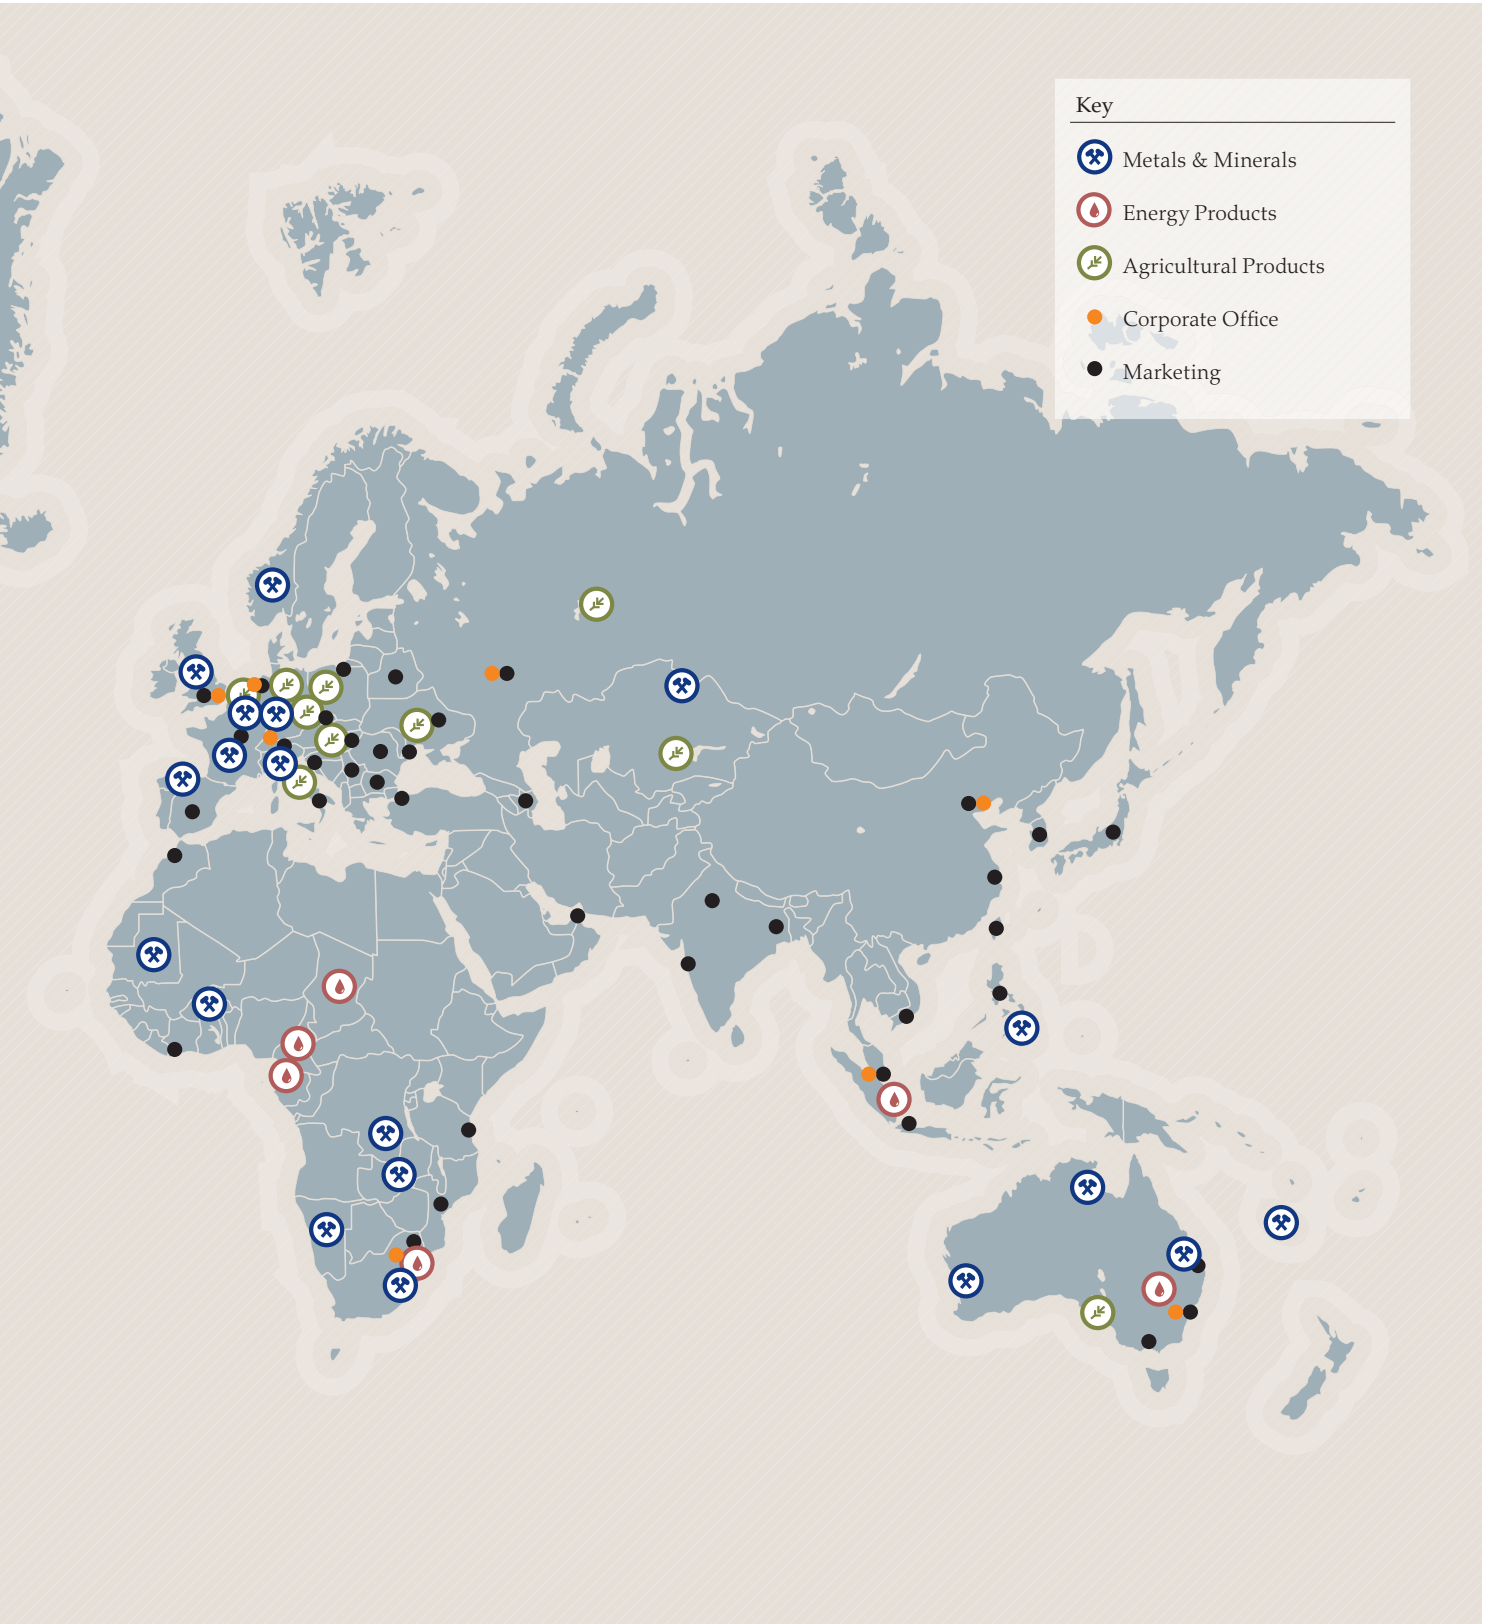 Key
Metals & Minerals
Energy Products
Agricultural Products
Corporate Office
Marketing